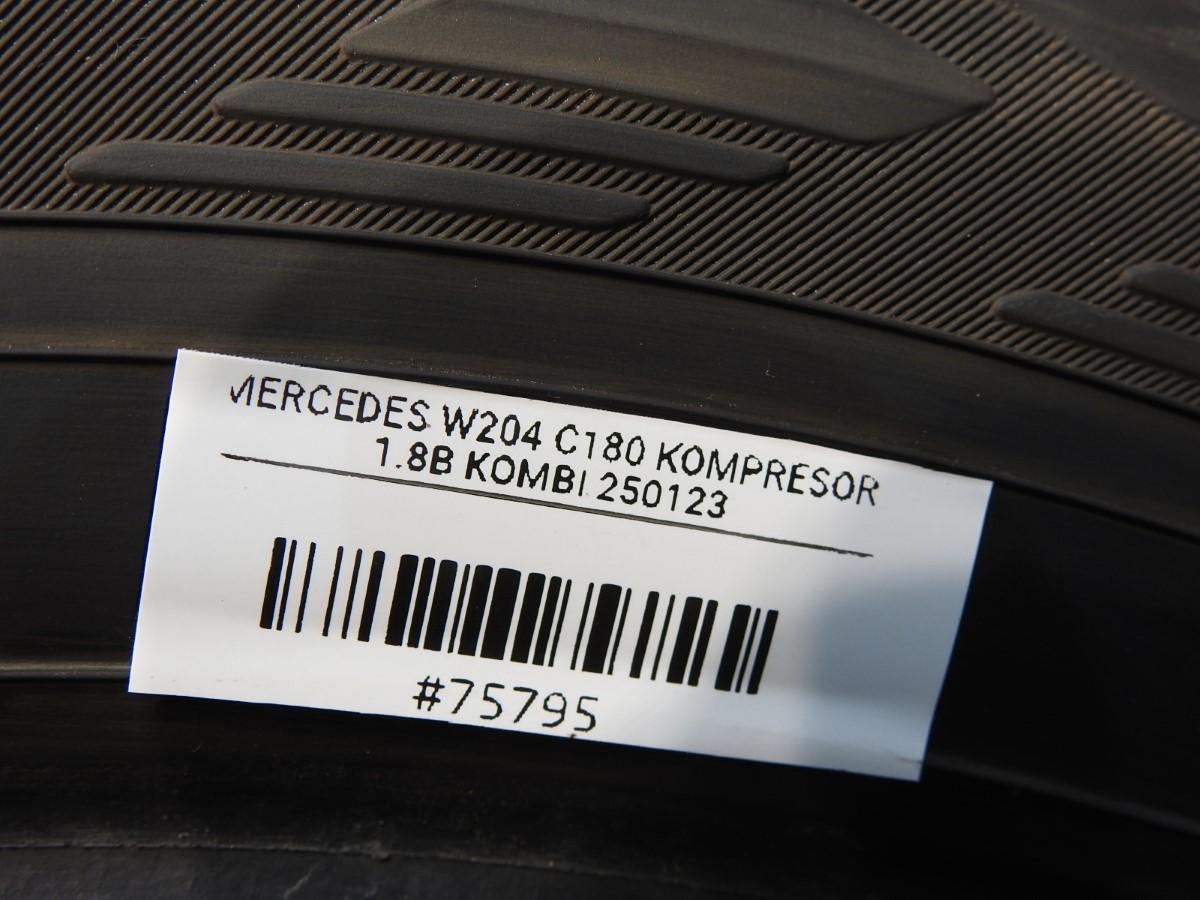 MERCEDES W204 C180 KOMPRESOR
1.8B KOMBI 250123
#75795